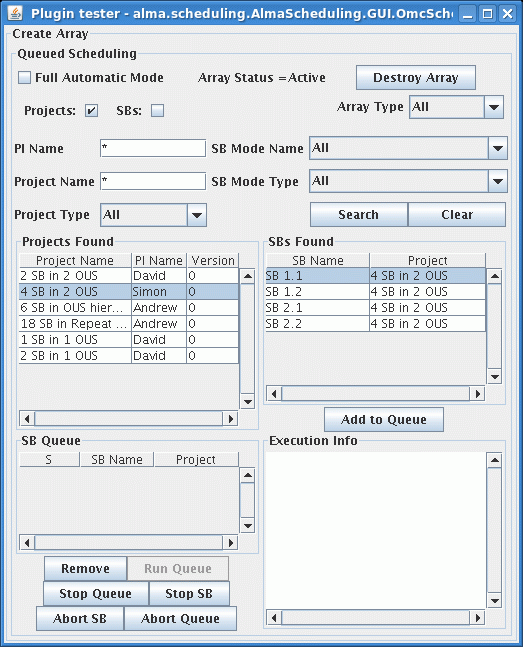 Plugin tester - alma.scheduling.AlmaScheduling.GUI.OmcSch
Create Array
Queued Scheduling
Full Automatic Mode Array Status =Active Destroy Array
Projects: SBs: Array Type All
PI Name * SB Mode Name All
Project Name * SB Mode Type All
Project Type All Search Clear
Projects Found
Project Name PI Name Version
2 SB in 2 OUS David 0
4 SB in 2 OUS Simon 0
6 SB in OUS hier... Andrew 0
18 SB in Repeat ... Andrew 0
1 SB in 1 OUS David 0
2 SB in 1 OUS David 0
SBs Found
SB Name Project
SB 1.1 4 SB in 2 OUS
SB 1.2 4 SB in 2 OUS
SB 2.1 4 SB in 2 OUS
SB 2.2 4 SB in 2 OUS
Add to Queue
SB Queue
S SB Name Project
Execution Info
Remove Run Queue
Stop Queue Stop SB
Abort SB Abort Queue